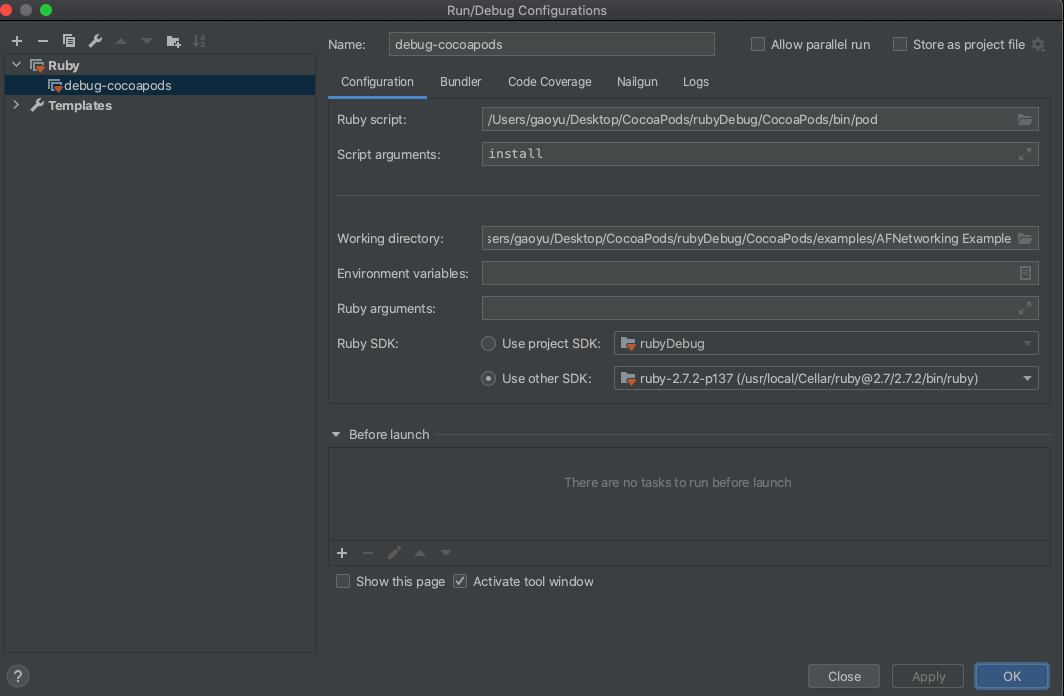 Run/Debug Configurations
Name: debug-cocoapods Allow parallel run Store as project file
Ruby
debug-cocoapods
Templates
Configuration Bundler Code Coverage Nailgun Logs
Ruby script: /Users/gaoyu/Desktop/CocoaPods/rubyDebug/CocoaPods/bin/pod
Script arguments: install
Working directory: sers/gaoyu/Desktop/CocoaPods/rubyDebug/CocoaPods/examples/AFNetworking Example
Environment variables:
Ruby arguments:
Ruby SDK: Use project SDK: rubyDebug
Use other SDK: ruby-2.7.2-p137 (/usr/local/Cellar/ruby@2.7/2.7.2/bin/ruby)
Before launch
There are no tasks to run before launch
Show this page Activate tool window
? Close Apply OK